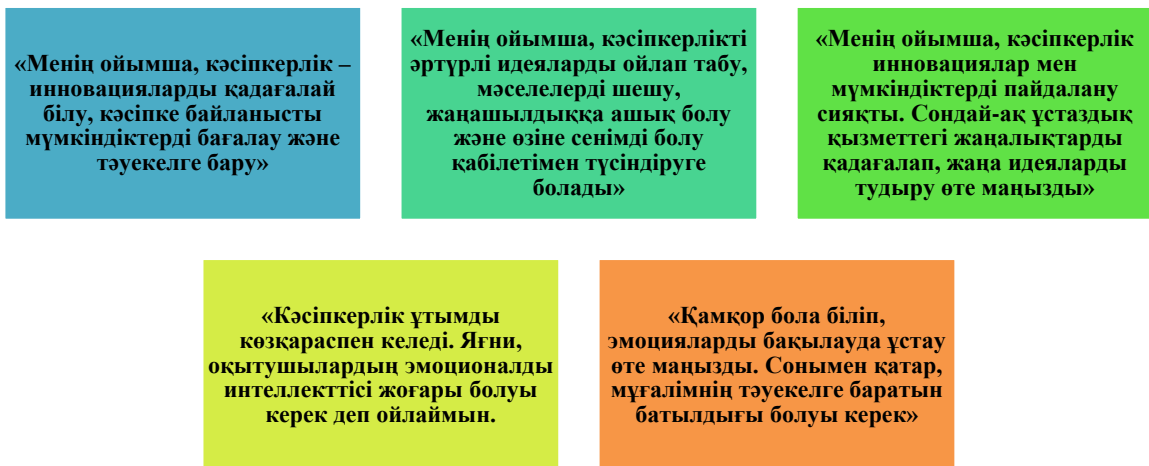 «Менің ойымша, кәсіпкерлік –
инновацияларды қадағалай
білу, кәсіпке байланысты
мүмкіндіктерді бағалау және
тәуекелге бару»
«Менің ойымша, кәсіпкерлікті
әртүрлі идеяларды ойлап табу,
мәселелерді шешу,
жаңашылдыққа ашық болу
және өзіне сенімді болу
қабілетімен түсіндіруге
болады»
«Менің ойымша, кәсіпкерлік
инновациялар мен
мүмкіндіктерді пайдалану
сияқты. Сондай-ақ ұстаздық
қызметтегі жаңалықтарды
қадағалап, жаңа идеяларды
тудыру өте маңызды»
«Кәсіпкерлік ұтымды
көзқараспен келеді. Яғни,
оқытушылардың эмоционалды
интеллекттісі жоғары болуы
керек деп ойлаймын.
«Қамқор бола біліп,
эмоцияларды бақылауда ұстау
өте маңызды. Сонымен қатар,
мұғалімнің тәуекелге баратын
батылдығы болуы керек»